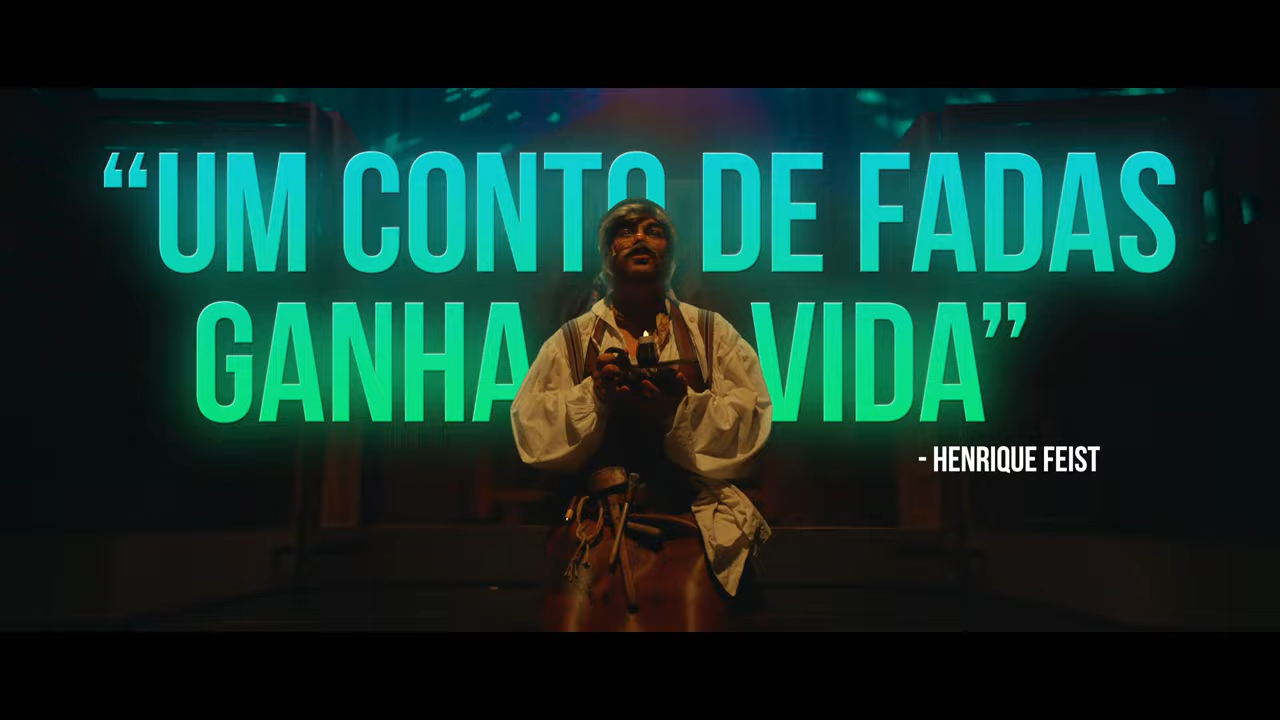 “UM CONTO DE FADAS
GANHA VIDA”
- HENRIQUE FEIST